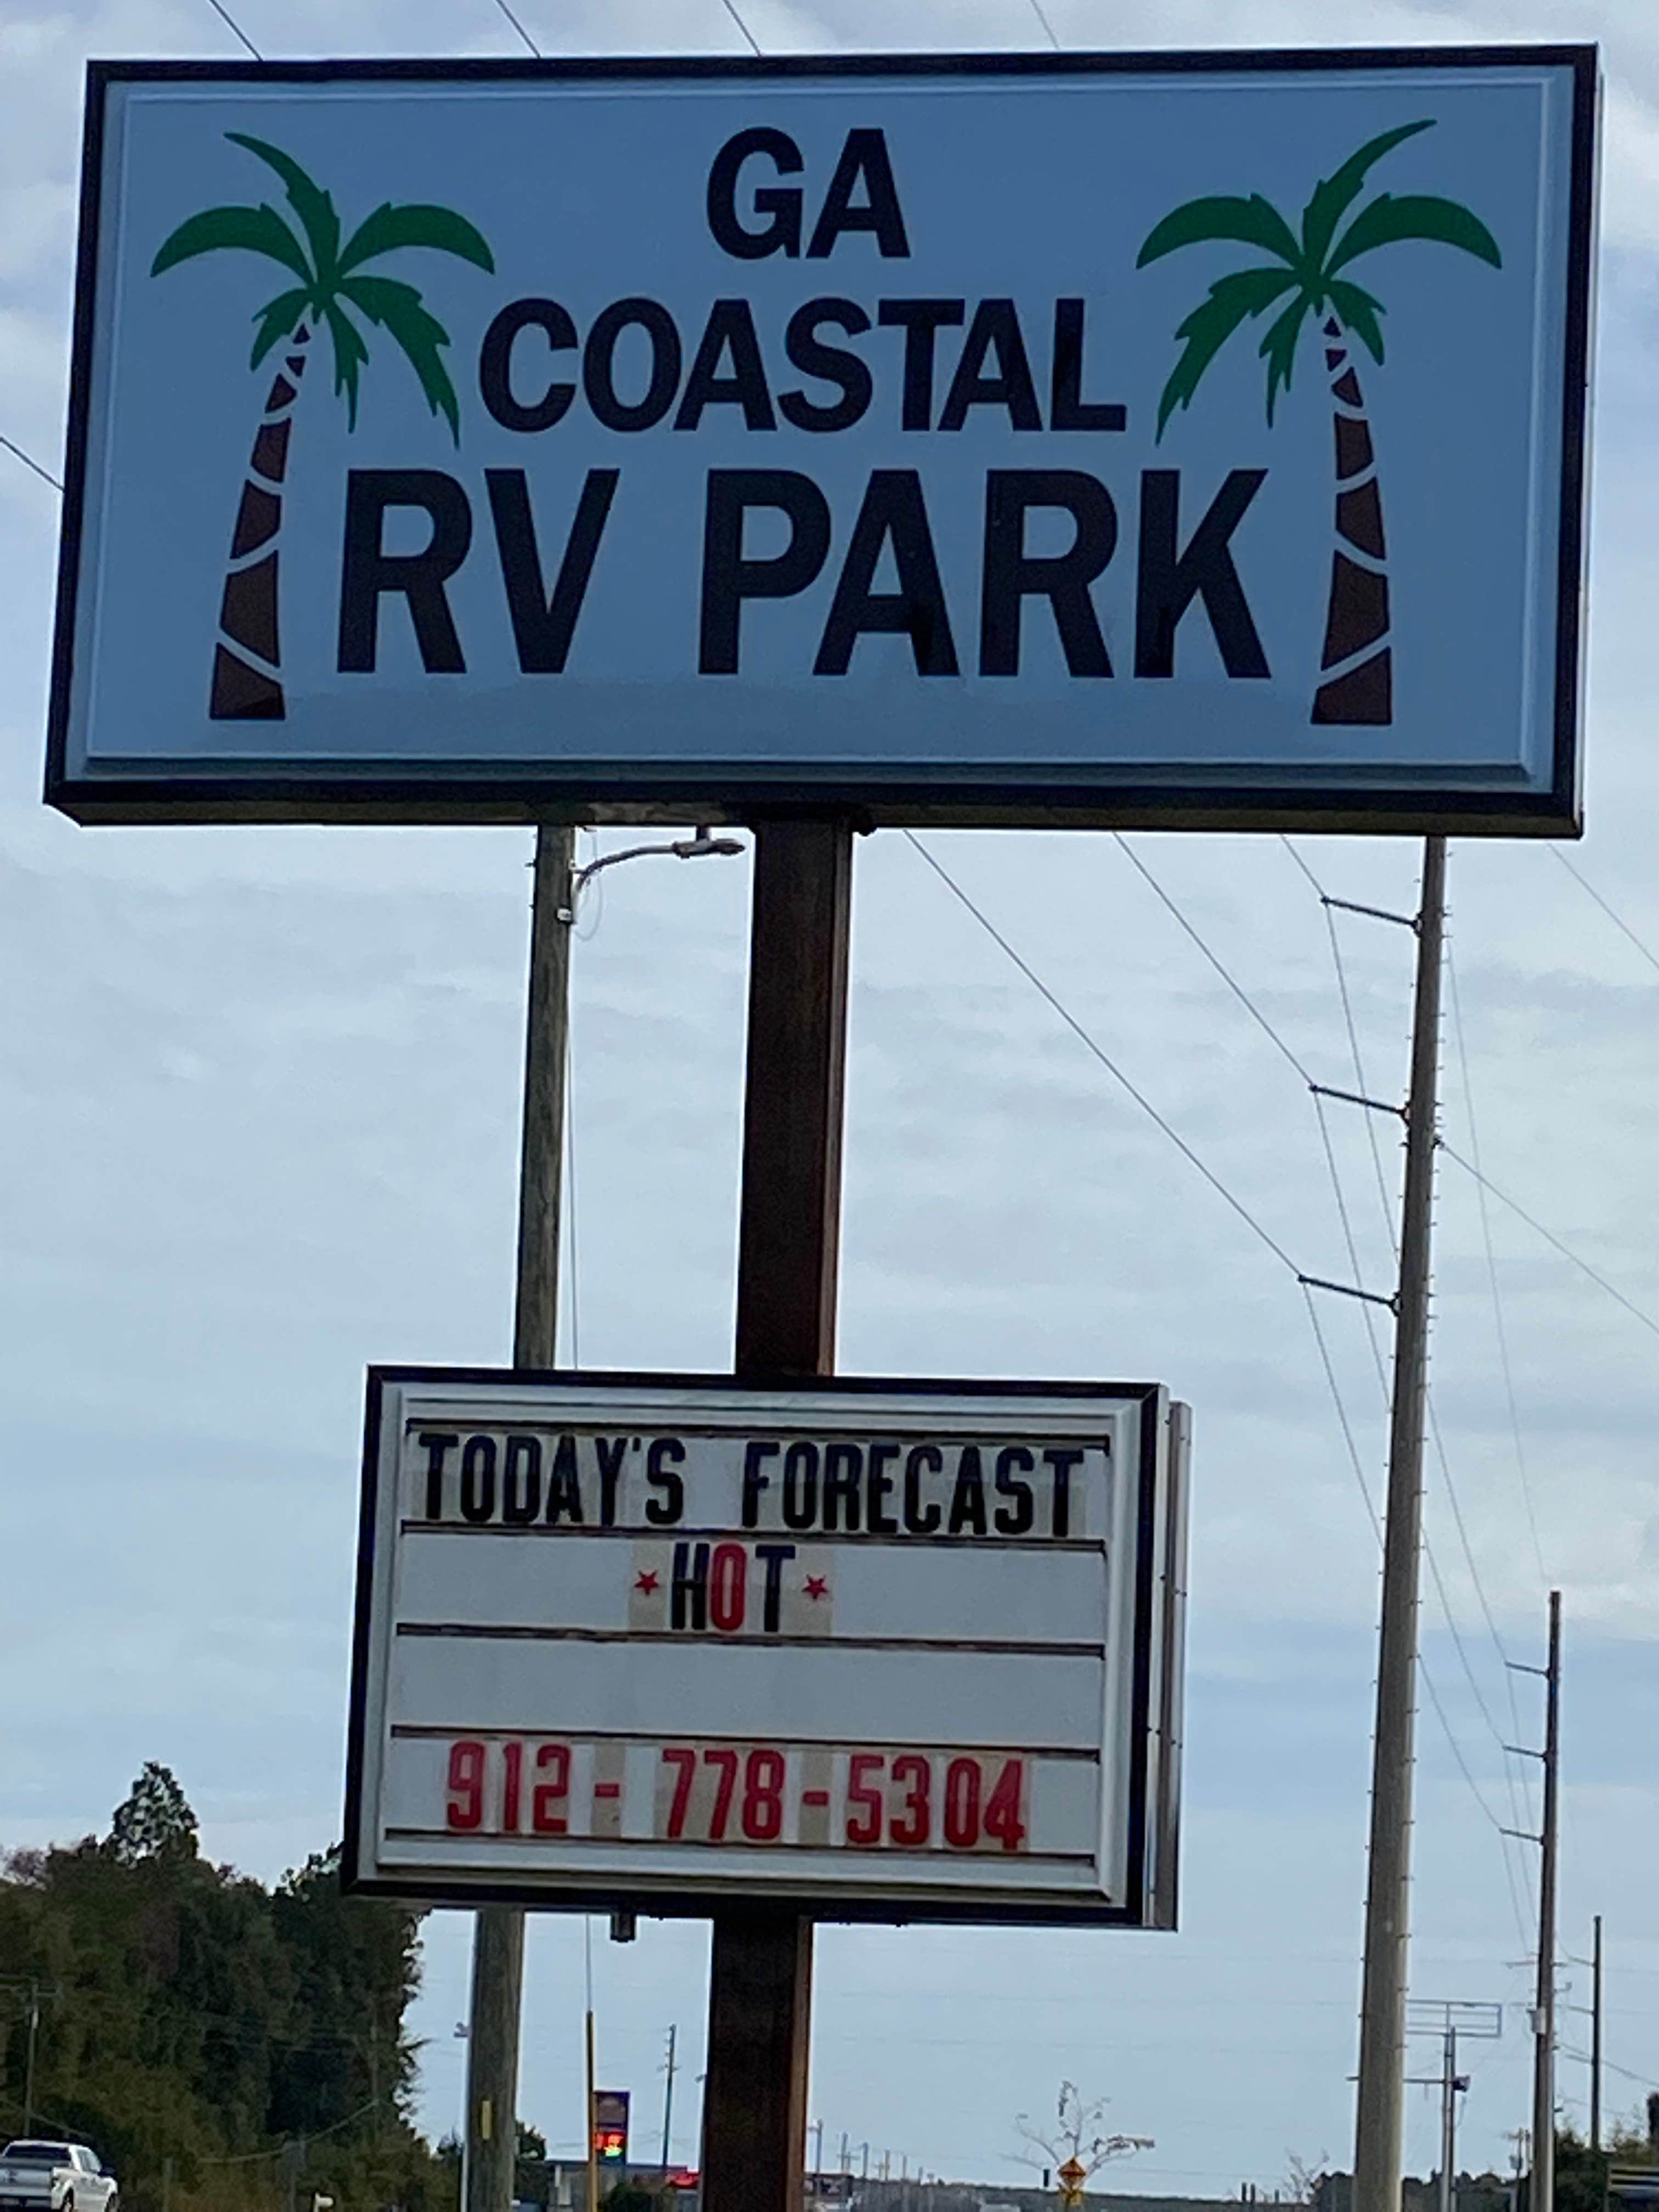 GA
COASTAL
RV PARK
TODAY'S FORECAST
HOT
912-778-5304